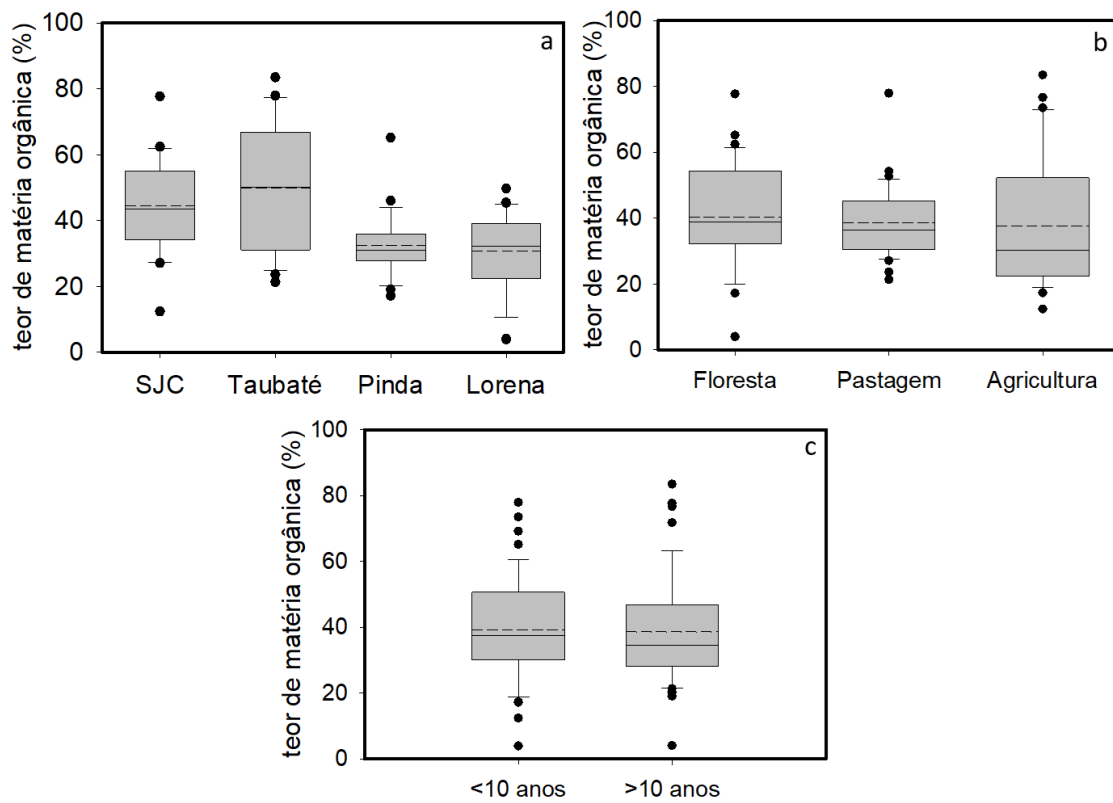 a
teor de matéria orgânica (%)
100
80
60
40
20
0
SJC Taubaté Pinda Lorena
b
teor de matéria orgânica (%)
100
80
60
40
20
0
Floresta Pastagem Agricultura
c
teor de matéria orgânica (%)
100
80
60
40
20
0
<10 anos >10 anos